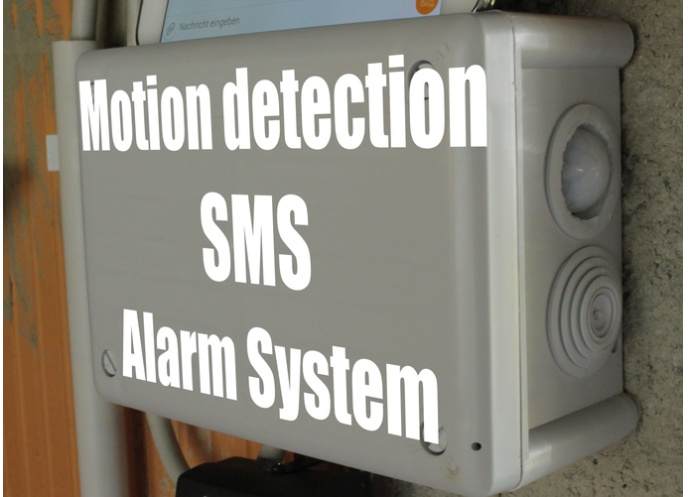 Nachricht eingeben
Motion detection
SMS
Alarm System